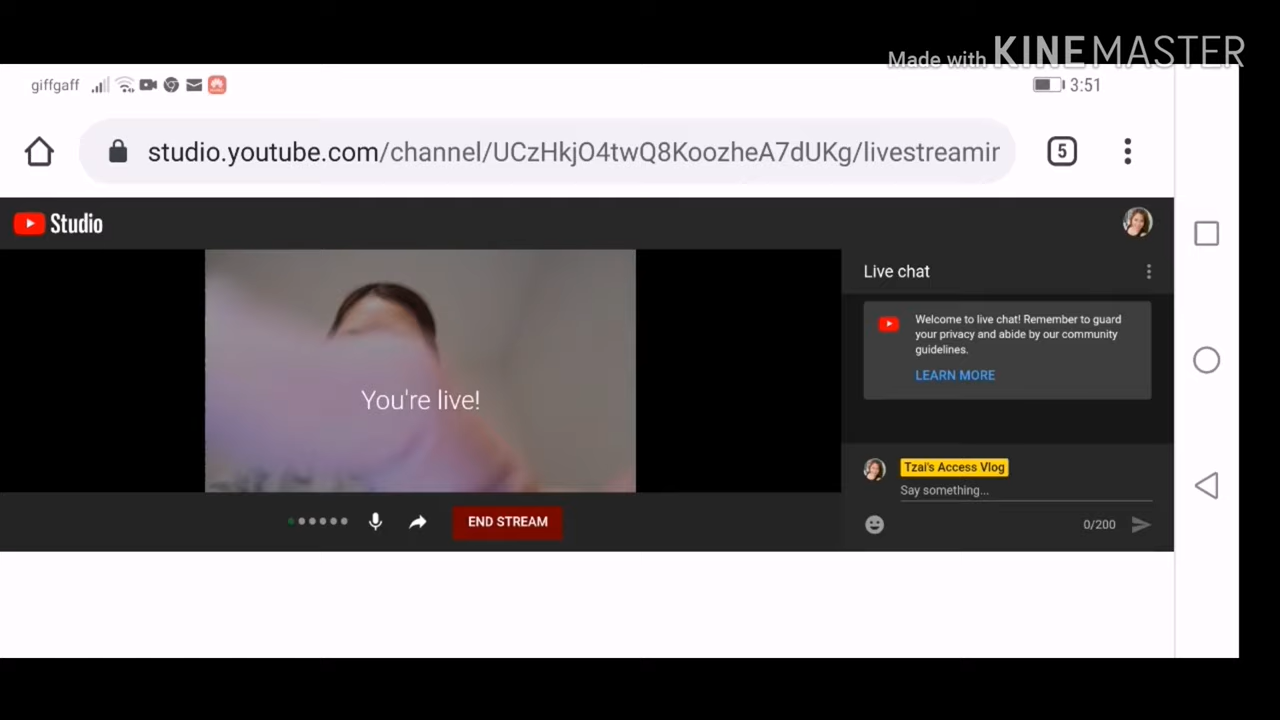 Made with KINEMASTER
giffgaff
3:51
studio.youtube.com/channel/UCzHkjO4twQ8KoozheA7dUKg/livestreamir
5
Studio
Live chat
Welcome to live chat! Remember to guard
your privacy and abide by our community
guidelines.
LEARN MORE
You're live!
Tzai's Access Vlog
Say something...
END STREAM
0/200